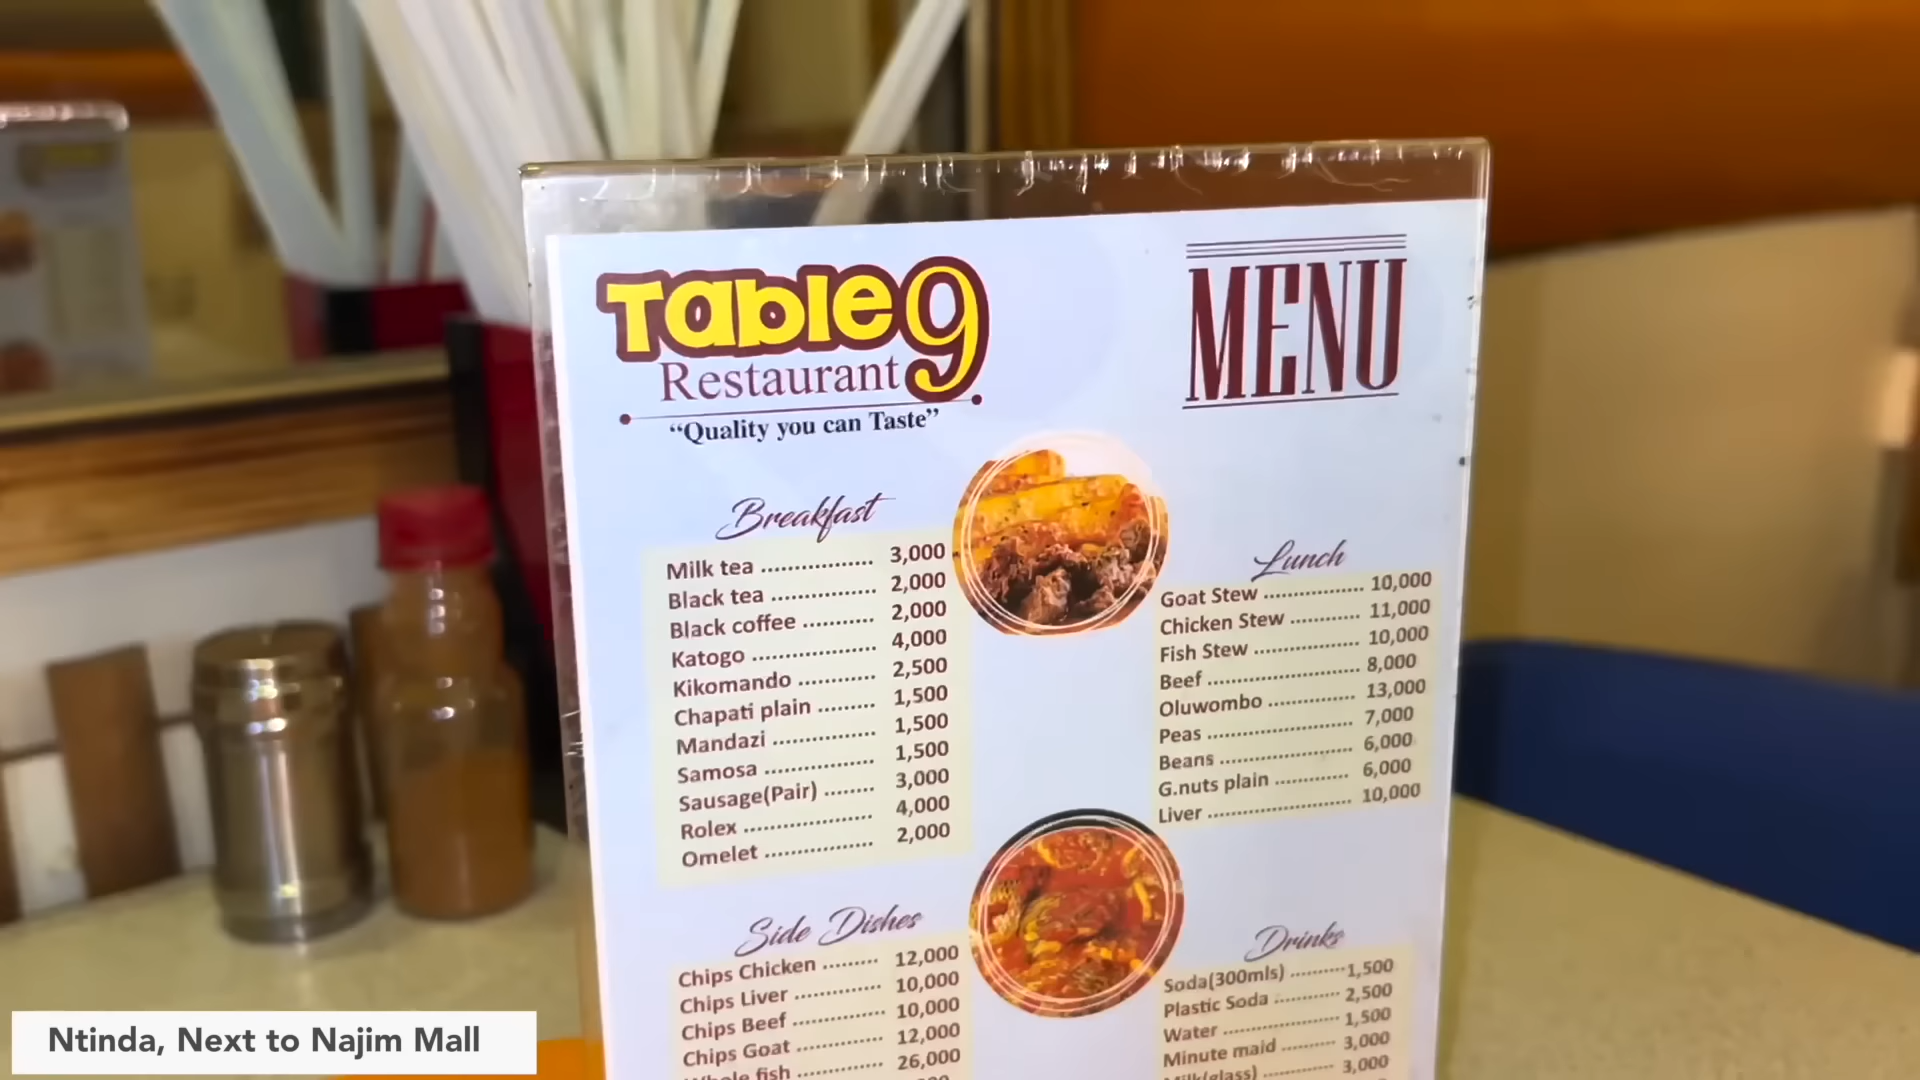 Table 9
Restaurant
“Quality you can Taste”
MENU
Breakfast
Milk tea .................. 3,000
Black tea ................ 2,000
Black coffee ........... 2,000
Katogo ................... 4,000
Kikomando ............ 2,500
Chapati plain ......... 1,500
Mandazi ................ 1,500
Samosa ................. 1,500
Sausage(Pair) ........ 3,000
Rolex .................... 4,000
Omelet ................. 2,000
Lunch
Goat Stew .................. 10,000
Chicken Stew ............ 11,000
Fish Stew .................. 10,000
Beef .......................... 8,000
Oluwombo ............... 13,000
Peas .......................... 7,000
Beans ........................ 6,000
G.nuts plain .............. 6,000
Liver .......................... 10,000
Side Dishes
Chips Chicken ......... 12,000
Chips Liver .............. 10,000
Chips Beef ............... 10,000
Chips Goat .............. 12,000
Whole fish ............... 26,000
Drinks
Soda(300mls) .......... 1,500
Plastic Soda ............ 2,500
Water ..................... 1,500
Minute maid .......... 3,000
Milk(glass) ............. 3,000
Ntinda, Next to Najim Mall